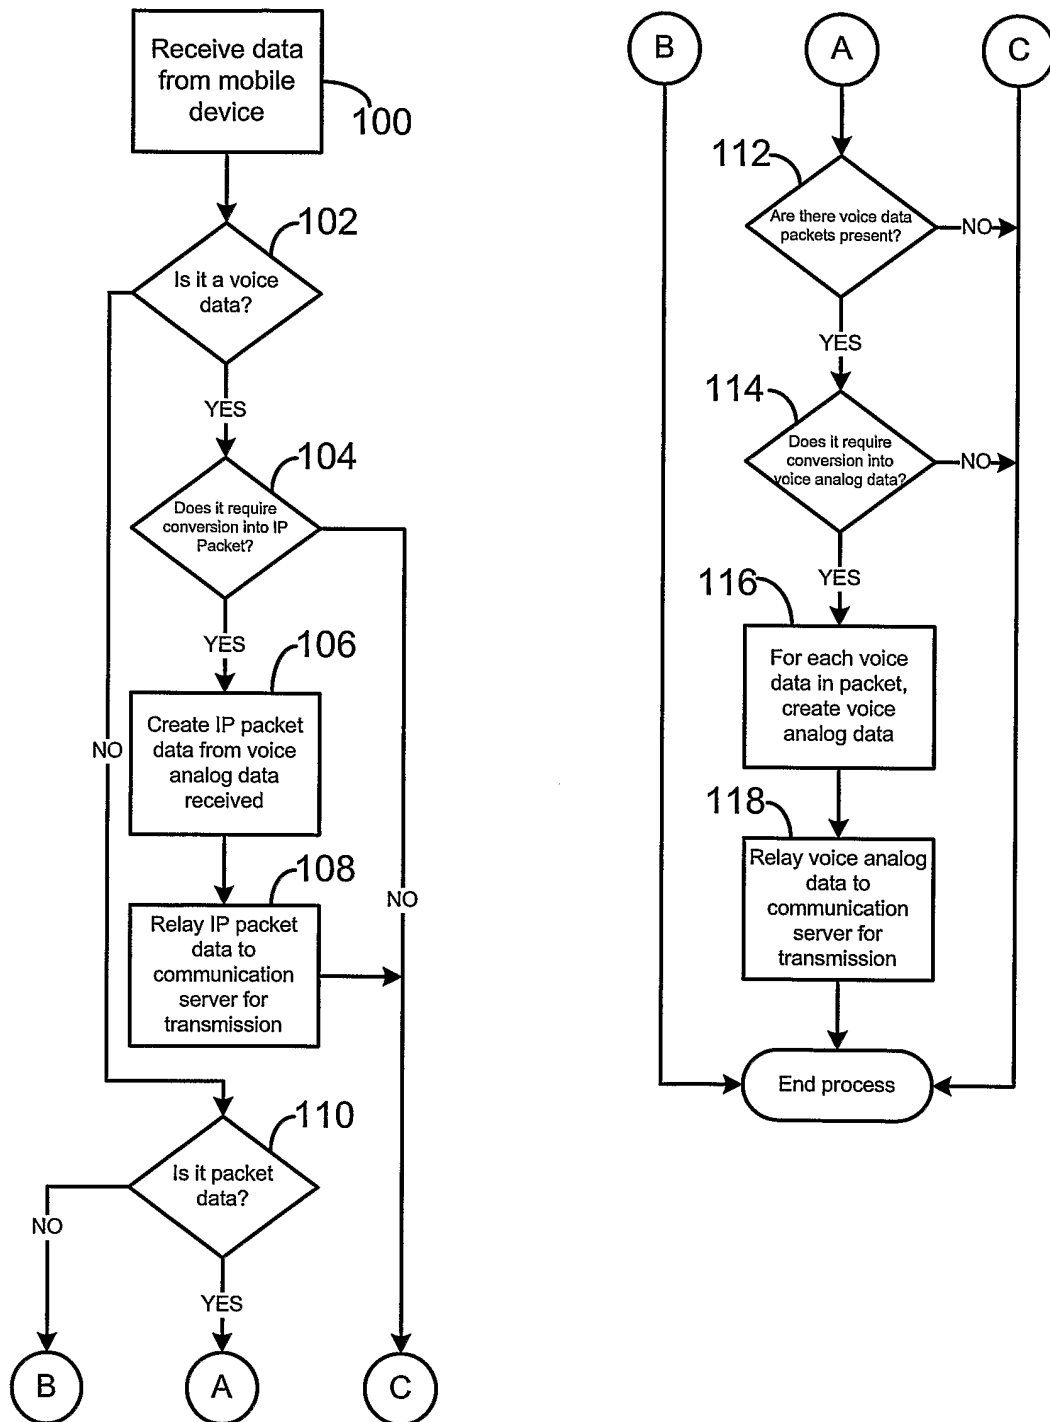 Receive data
from mobile
device
100
102
Is it a voice
data?
YES
104
Does it require
conversion into IP
Packet?
YES
106
Create IP packet
data from voice
analog data
received
NO
108
NO
Relay IP packet
data to
communication
server for
transmission
110
Is it packet
data?
NO
YES
B
A
C
B
A
C
112
Are there voice data
packets present?
NO
YES
114
Does it require
conversion into
voice analog data?
NO
YES
116
For each voice
data in packet,
create voice
analog data
118
Relay voice analog
data to
communication
server for
transmission
End process